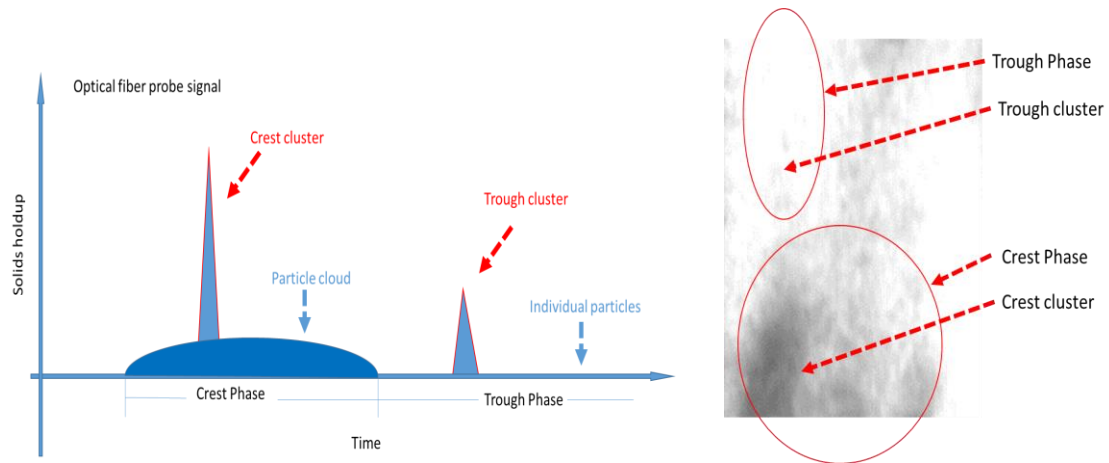 Optical fiber probe signal
Crest cluster
Trough cluster
Solids holdup
Particle cloud
Individual particles
Crest Phase
Trough Phase
Time
Trough Phase
Trough cluster
Crest Phase
Crest cluster